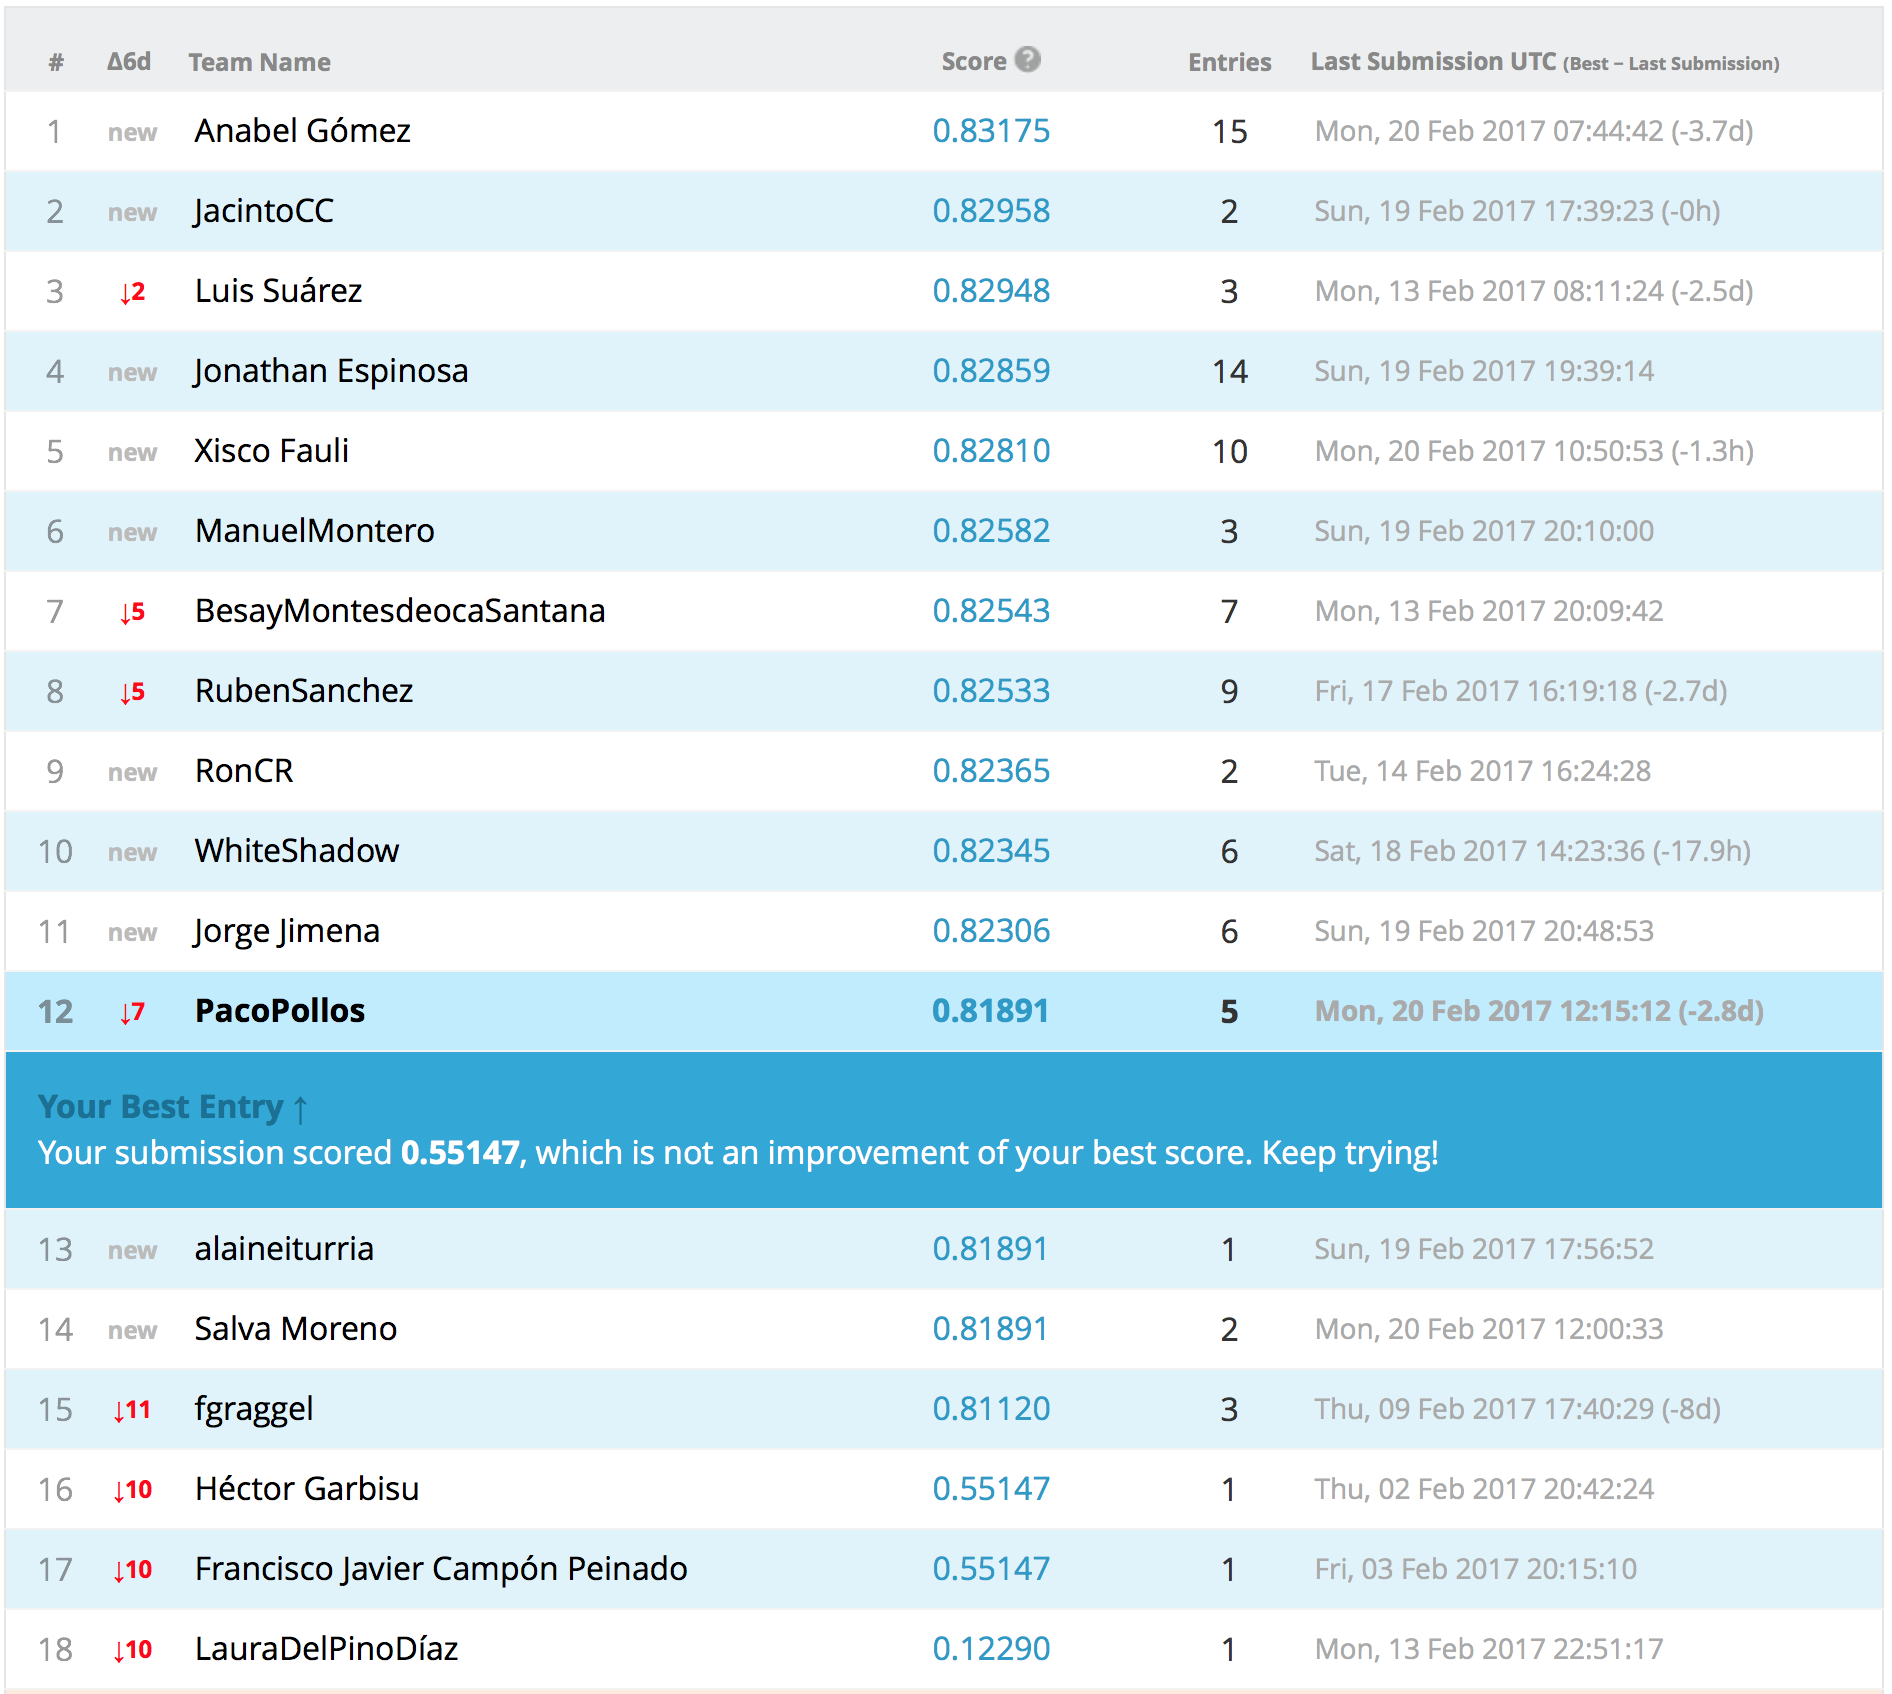 # Δ6d Team Name Score ? Entries Last Submission UTC (Best − Last Submission)
1 new Anabel Gómez 0.83175 15 Mon, 20 Feb 2017 07:44:42 (-3.7d)
2 new JacintoCC 0.82958 2 Sun, 19 Feb 2017 17:39:23 (-0h)
3 ↓2 Luis Suárez 0.82948 3 Mon, 13 Feb 2017 08:11:24 (-2.5d)
4 new Jonathan Espinosa 0.82859 14 Sun, 19 Feb 2017 19:39:14
5 new Xisco Fauli 0.82810 10 Mon, 20 Feb 2017 10:50:53 (-1.3h)
6 new ManuelMontero 0.82582 3 Sun, 19 Feb 2017 20:10:00
7 ↓5 BesayMontesdeocaSantana 0.82543 7 Mon, 13 Feb 2017 20:09:42
8 ↓5 RubenSanchez 0.82533 9 Fri, 17 Feb 2017 16:19:18 (-2.7d)
9 new RonCR 0.82365 2 Tue, 14 Feb 2017 16:24:28
10 new WhiteShadow 0.82345 6 Sat, 18 Feb 2017 14:23:36 (-17.9h)
11 new Jorge Jimena 0.82306 6 Sun, 19 Feb 2017 20:48:53
12 ↓7 PacoPollos 0.81891 5 Mon, 20 Feb 2017 12:15:12 (-2.8d)
Your Best Entry ↑
Your submission scored 0.55147, which is not an improvement of your best score. Keep trying!
13 new alaineiturria 0.81891 1 Sun, 19 Feb 2017 17:56:52
14 new Salva Moreno 0.81891 2 Mon, 20 Feb 2017 12:00:33
15 ↓11 fgraggel 0.81120 3 Thu, 09 Feb 2017 17:40:29 (-8d)
16 ↓10 Héctor Garbisu 0.55147 1 Thu, 02 Feb 2017 20:42:24
17 ↓10 Francisco Javier Campón Peinado 0.55147 1 Fri, 03 Feb 2017 20:15:10
18 ↓10 LauraDelPinoDíaz 0.12290 1 Mon, 13 Feb 2017 22:51:17